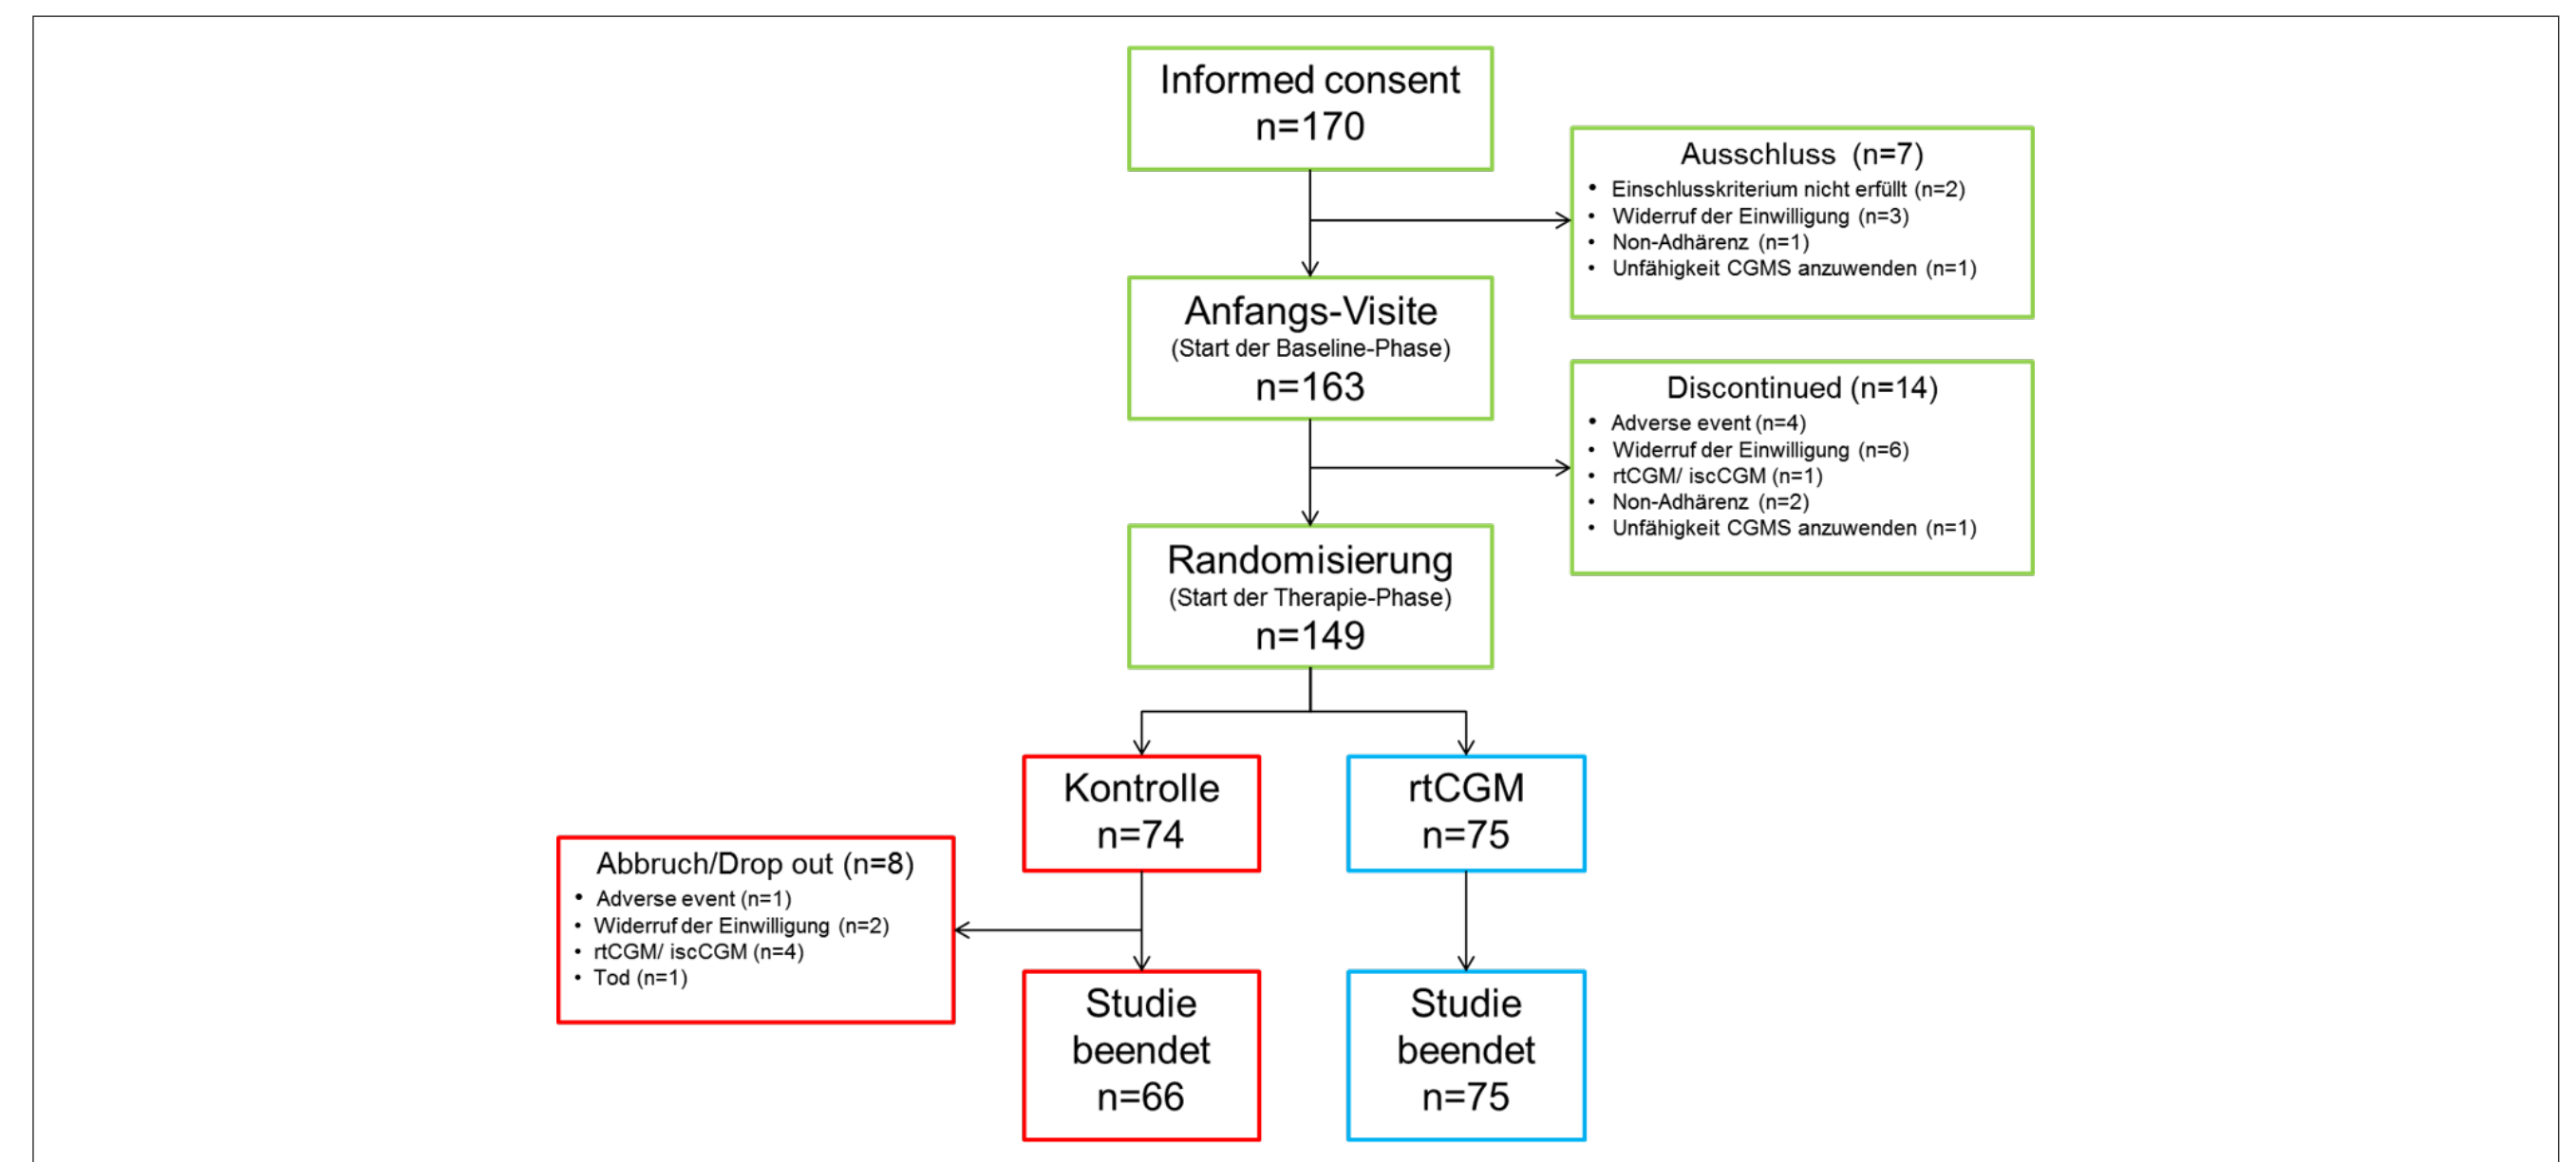 Informed consent
n=170
Ausschluss (n=7)
• Einschlusskriterium nicht erfüllt (n=2)
• Widerruf der Einwilligung (n=3)
• Non-Adhärenz (n=1)
• Unfähigkeit CGMS anzuwenden (n=1)
Anfangs-Visite
(Start der Baseline-Phase)
n=163
Discontinued (n=14)
• Adverse event (n=4)
• Widerruf der Einwilligung (n=6)
• rtCGM/ iscCGM (n=1)
• Non-Adhärenz (n=2)
• Unfähigkeit CGMS anzuwenden (n=1)
Randomisierung
(Start der Therapie-Phase)
n=149
Kontrolle
n=74
rtCGM
n=75
Abbruch/Drop out (n=8)
• Adverse event (n=1)
• Widerruf der Einwilligung (n=2)
• rtCGM/ iscCGM (n=4)
• Tod (n=1)
Studie
beendet
n=66
Studie
beendet
n=75